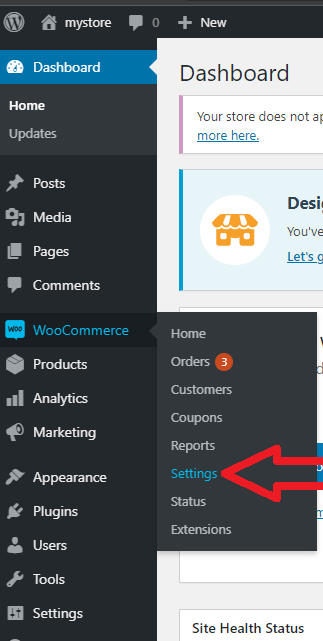 mystore 0 + New
Dashboard
Home
Updates
Posts
Media
Pages
Comments
WooCommerce
Products
Analytics
Marketing
Appearance
Plugins
Users
Tools
Settings
Home
Orders 3
Customers
Coupons
Reports
Settings
Status
Extensions
Dashboard
Your store does not ap
more here.
Desig
You've
Let's g
Site Health Status